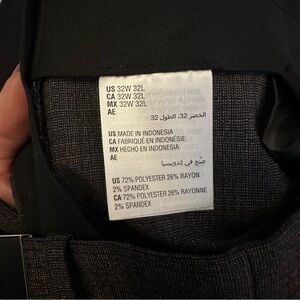 US 32W 32L
CA 32W 32L
MX 32W 32L
AE
الخصر 32، الطول 32
US MADE IN INDONESIA
CA FABRIQUÉ EN INDONÉSIE
MX HECHO EN INDONESIA
AE
صُنع في إندونيسيا
US 72% POLYESTER 26% RAYON
2% SPANDEX
CA 72% POLYESTER 26% RAYONNE
2% SPANDEX